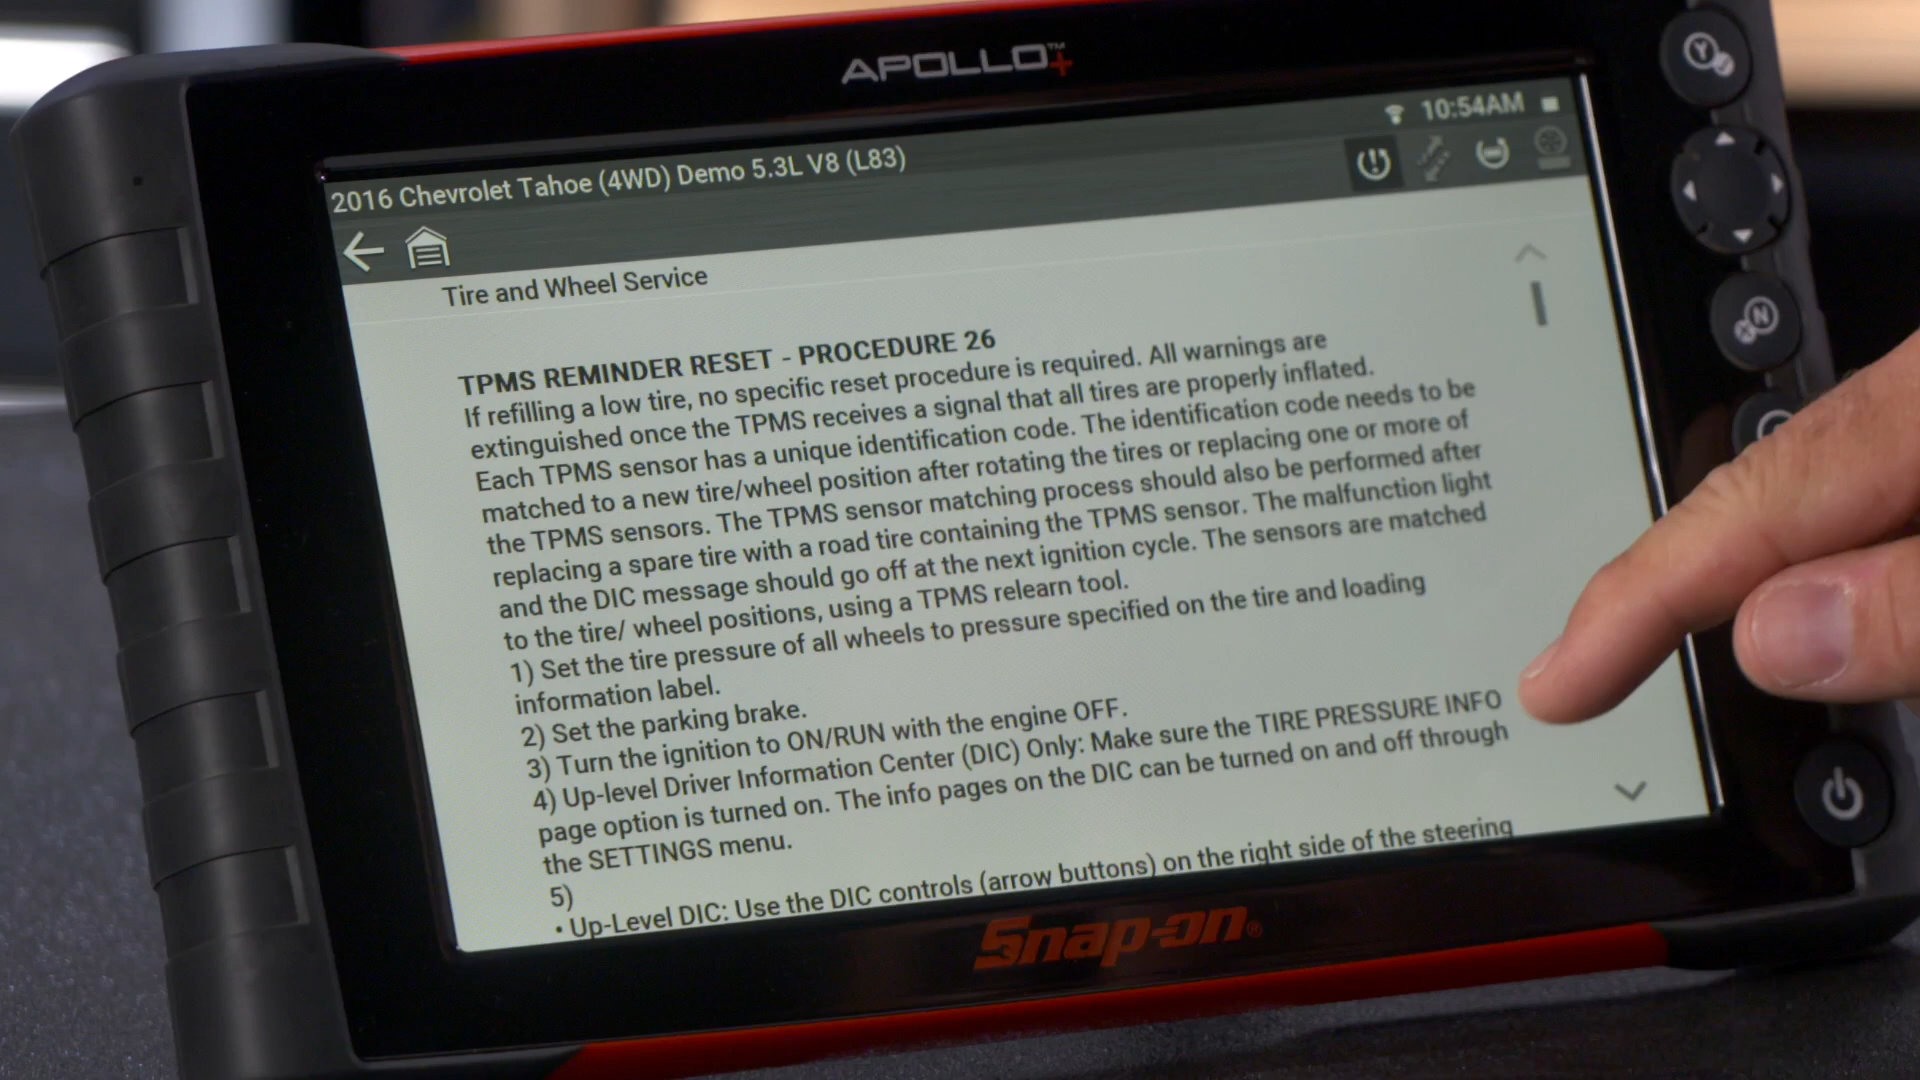 APOLLO+™
10:54AM
2016 Chevrolet Tahoe (4WD) Demo 5.3L V8 (L83)
Tire and Wheel Service
TPMS REMINDER RESET - PROCEDURE 26
If refilling a low tire, no specific reset procedure is required. All warnings are
extinguished once the TPMS receives a signal that all tires are properly inflated.
Each TPMS sensor has a unique identification code. The identification code needs to be
matched to a new tire/wheel position after rotating the tires or replacing one or more of
the TPMS sensors. The TPMS sensor matching process should also be performed after
replacing a spare tire with a road tire containing the TPMS sensor. The malfunction light
and the DIC message should go off at the next ignition cycle. The sensors are matched
to the tire/ wheel positions, using a TPMS relearn tool.
1) Set the tire pressure of all wheels to pressure specified on the tire and loading
information label.
2) Set the parking brake.
3) Turn the ignition to ON/RUN with the engine OFF.
4) Up-level Driver Information Center (DIC) Only: Make sure the TIRE PRESSURE INFO
page option is turned on. The info pages on the DIC can be turned on and off through
the SETTINGS menu.
5)
• Up-Level DIC: Use the DIC controls (arrow buttons) on the right side of the steering
Snap-on®
Y
N
X